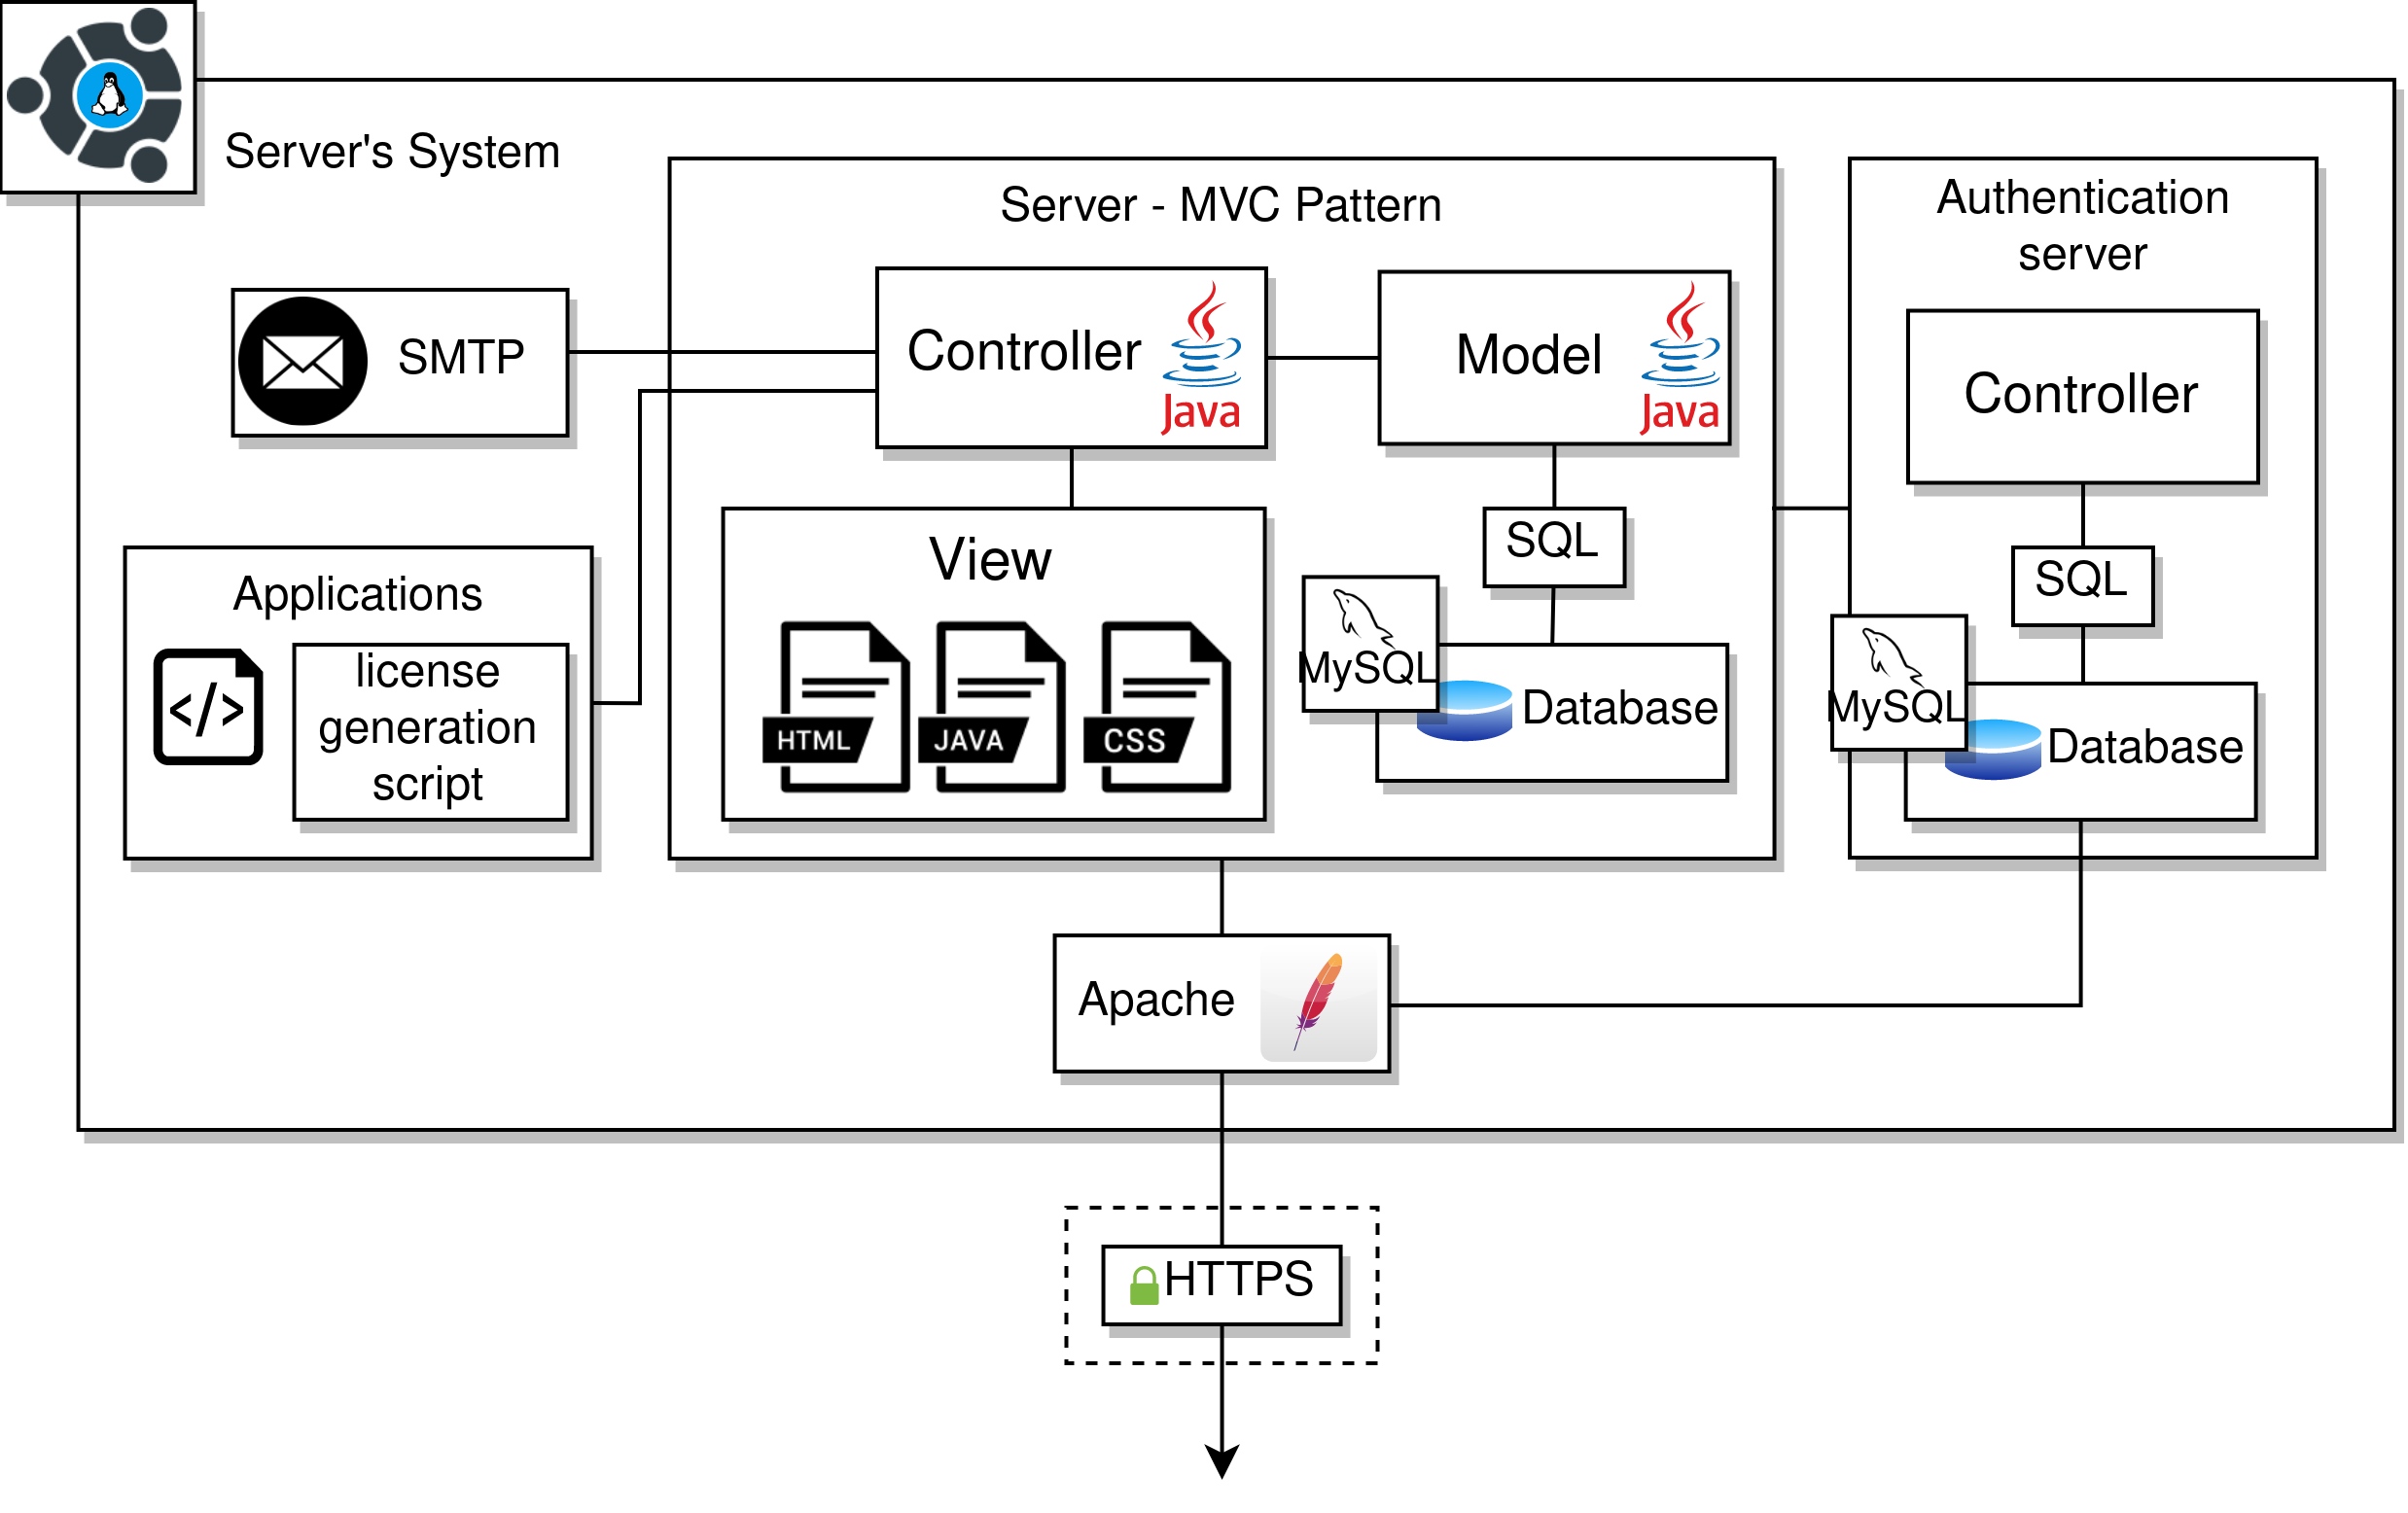 Server's System
Server - MVC Pattern
Authentication
server
SMTP
Controller
Java
Model
Java
Controller
Applications
license
generation
script
View
HTML
JAVA
CSS
SQL
MySQL
Database
SQL
MySQL
Database
Apache
HTTPS